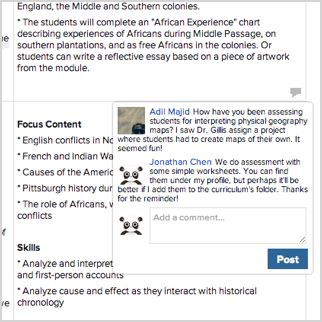 England, the Middle and Southern colonies.
* The students will complete an "African Experience" chart
describing experiences of Africans during Middle Passage, on
southern plantations, and as free Africans in the colonies. Or
students can write a reflective essay based on a piece of artwork
from the module.
Adil Majid How have you been assessing
students for interpreting physical geography
maps? I saw Dr. Gillis assign a project
where students had to create maps of their own. It
seemed fun!
Jonathan Chen We do assessment with
some simple worksheets. You can find
them under my profile, but perhaps it'll be
better if I add them to the curriculum's folder. Thanks
for the reminder!
Add a comment...
Post
Focus Content
* English conflicts in No
* French and Indian Wa
* Causes of the Americ
* Pittsburgh history dur
* The role of Africans, w
conflicts
Skills
* Analyze and interpret
and first-person accounts
* Analyze cause and effect as they interact with historical
chronology